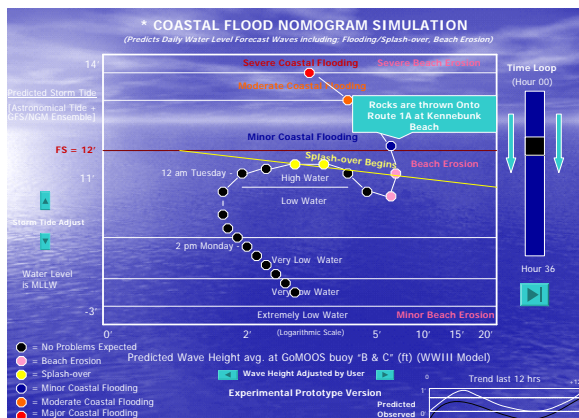 * COASTAL FLOOD NOMOGRAM SIMULATION
(Predicts Daily Water Level Forecast Waves including; Flooding/Splash-over, Beach Erosion)
14'
Severe Coastal Flooding
Severe Beach Erosion
Time Loop
(Hour 00)
Predicted Storm Tide
[Astronomical Tide +
GFS/NGM Ensemble]
Moderate Coastal Flooding
Rocks are thrown Onto
Route 1A at Kennebunk
Beach
Minor Coastal Flooding
FS = 12'
Splash-over Begins
Beach Erosion
11'
12 am Tuesday
High Water
Low Water
Storm Tide Adjust
2 pm Monday
Very Low Water
Water Level
is MLLW
Hour 36
Very Low Water
-3'
Extremely Low Water
Minor Beach Erosion
0'
2'
(Logarithmic Scale)
5'
10'
15'
20'
= No Problems Expected
= Beach Erosion
= Splash-over
= Minor Coastal Flooding
= Moderate Coastal Flooding
= Major Coastal Flooding
Predicted Wave Height avg. at GoMOOS buoy "B & C" (ft) (WWIII Model)
Wave Height Adjusted by User
Experimental Prototype Version
0'
Trend last 12 hrs
1'
Predicted
Observed
0'